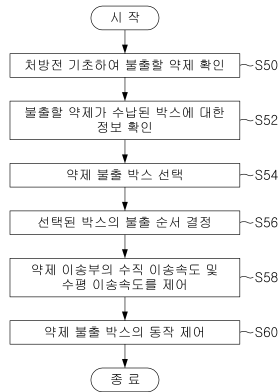 시 작
처방전 기초하여 불출할 약제 확인
S50
불출할 약제가 수납된 박스에 대한
정보 확인
S52
약제 불출 박스 선택
S54
선택된 박스의 불출 순서 결정
S56
약제 이송부의 수직 이송속도 및
수평 이송속도를 제어
S58
약제 불출 박스의 동작 제어
S60
종 료